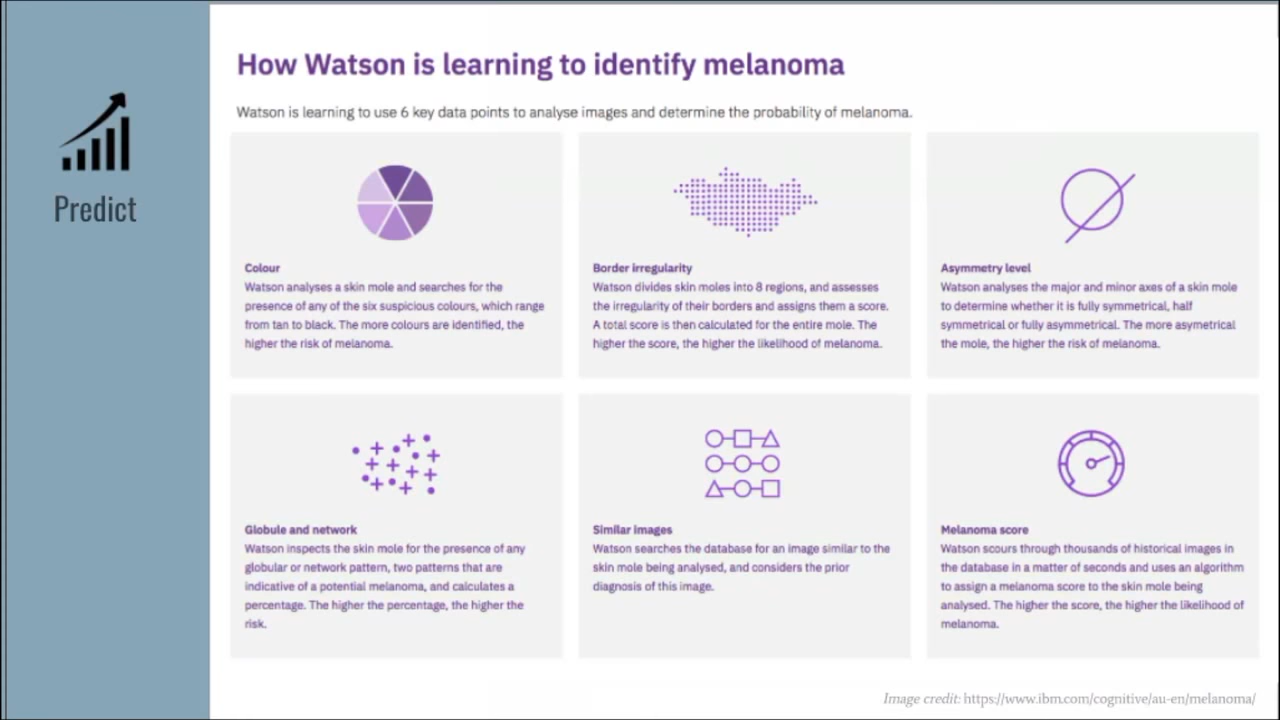 Predict
How Watson is learning to identify melanoma
Watson is learning to use 6 key data points to analyse images and determine the probability of melanoma.
Colour
Watson analyses a skin mole and searches for the
presence of any of the six suspicious colours, which range
from tan to black. The more colours are identified, the
higher the risk of melanoma.
Border irregularity
Watson divides skin moles into 8 regions, and assesses
the irregularity of their borders and assigns them a score.
A total score is then calculated for the entire mole. The
higher the score, the higher the likelihood of melanoma.
Asymmetry level
Watson analyses the major and minor axes of a skin mole
to determine whether it is fully symmetrical, half
symmetrical or fully asymmetrical. The more asymetrical
the mole, the higher the risk of melanoma.
Globule and network
Watson inspects the skin mole for the presence of any
globular or network pattern, two patterns that are
indicative of a potential melanoma, and calculates a
percentage. The higher the percentage, the higher the
risk.
Similar images
Watson searches the database for an image similar to the
skin mole being analysed, and considers the prior
diagnosis of this image.
Melanoma score
Watson scours through thousands of historical images in
the database in a matter of seconds and uses an algorithm
to assign a melanoma score to the skin mole being
analysed. The higher the score, the higher the likelihood of
melanoma.
Image credit: https://www.ibm.com/cognitive/au-en/melanoma/